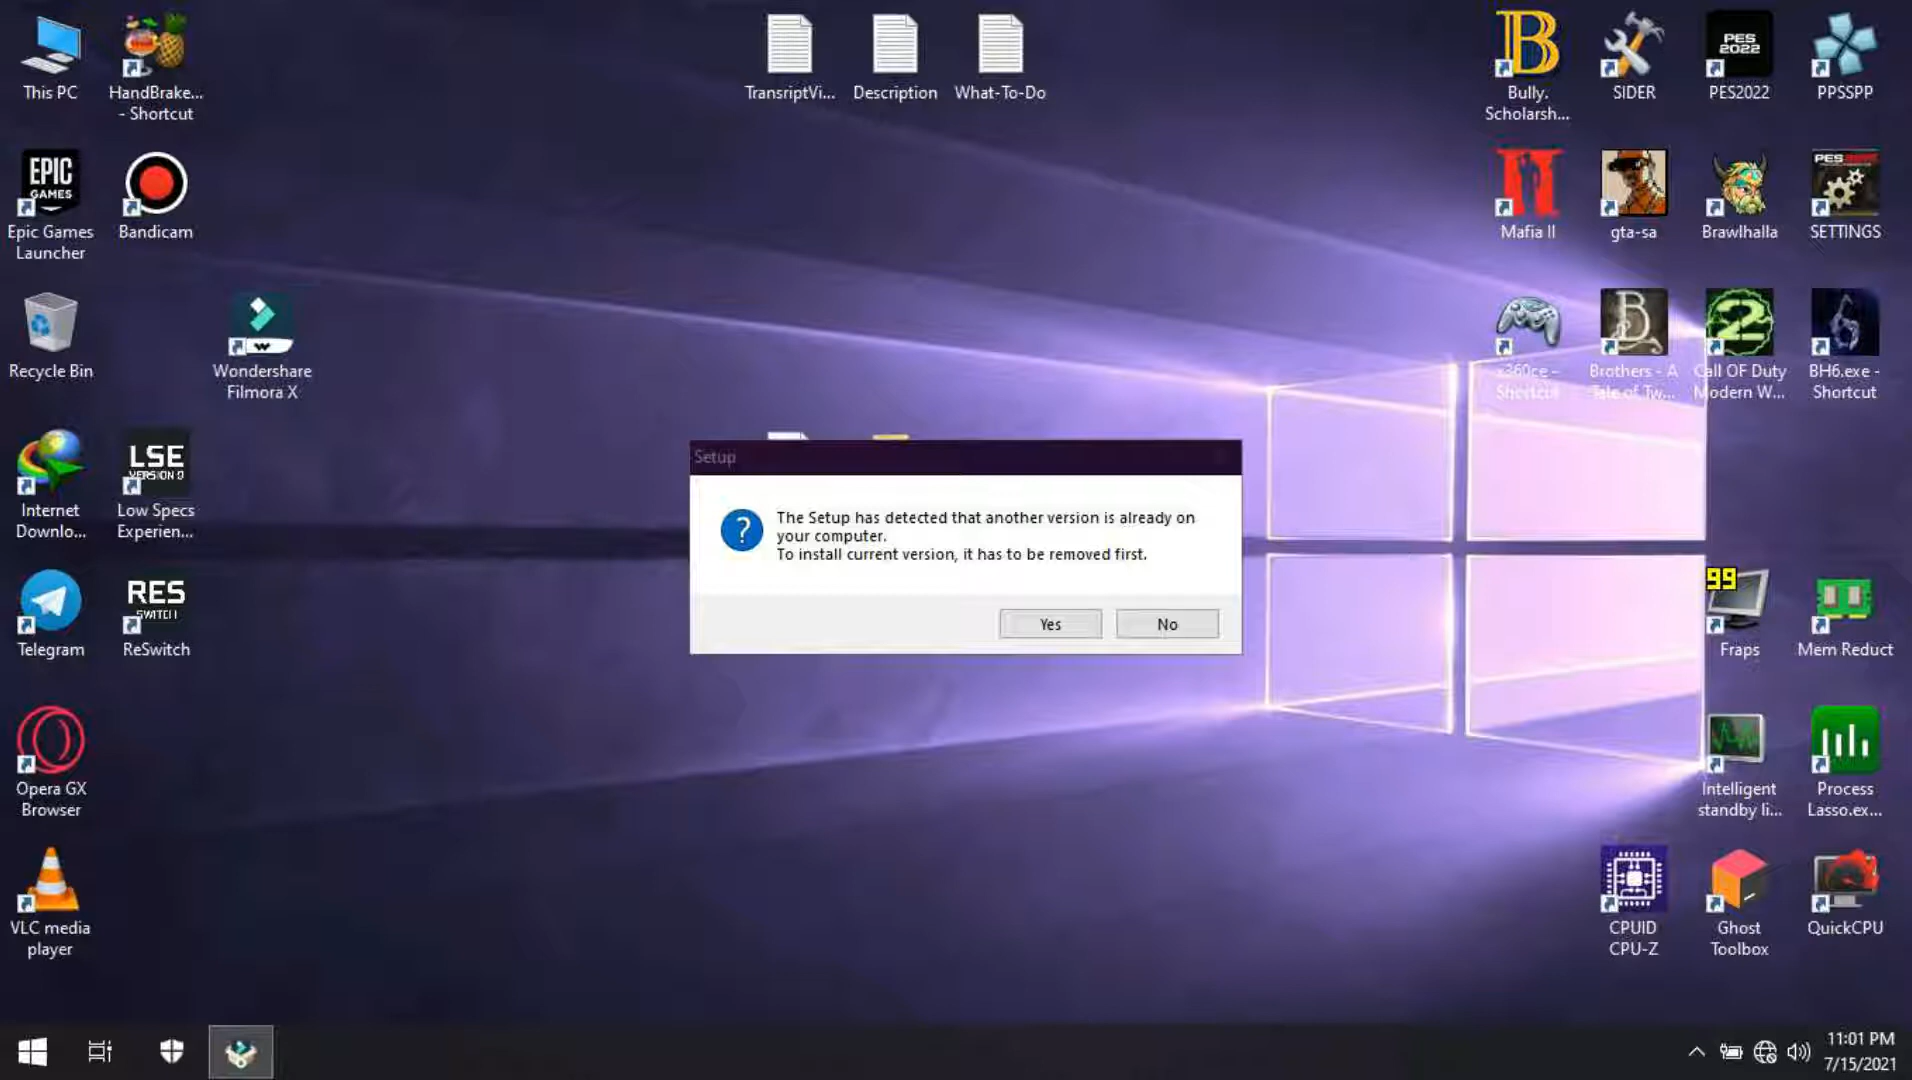 This PC
HandBrake...
- Shortcut
TransriptVi...
Description
What-To-Do
B
Bully.
Scholarsh...
SIDER
PES
2022
PES2022
PPSSPP
EPIC
GAMES
Epic Games
Launcher
Bandicam
II
Mafia II
gta-sa
Brawlhalla
PES
SETTINGS
Recycle Bin
Wondershare
Filmora X
x360ce -
Shortcut
B
Brothers - A
Tale of Tw...
2
Call OF Duty
Modern W...
6
BH6.exe -
Shortcut
LSE
VERSION
Internet
Downlo...
Low Specs
Experien...
Setup
The Setup has detected that another version is already on
your computer.
To install current version, it has to be removed first.
Yes
No
RES
SWITCH
Telegram
ReSwitch
99
Fraps
Mem Reduct
Opera GX
Browser
Intelligent
standby li...
Process
Lasso.ex...
VLC media
player
CPUID
CPU-Z
Ghost
Toolbox
QuickCPU
11:01 PM
7/15/2021